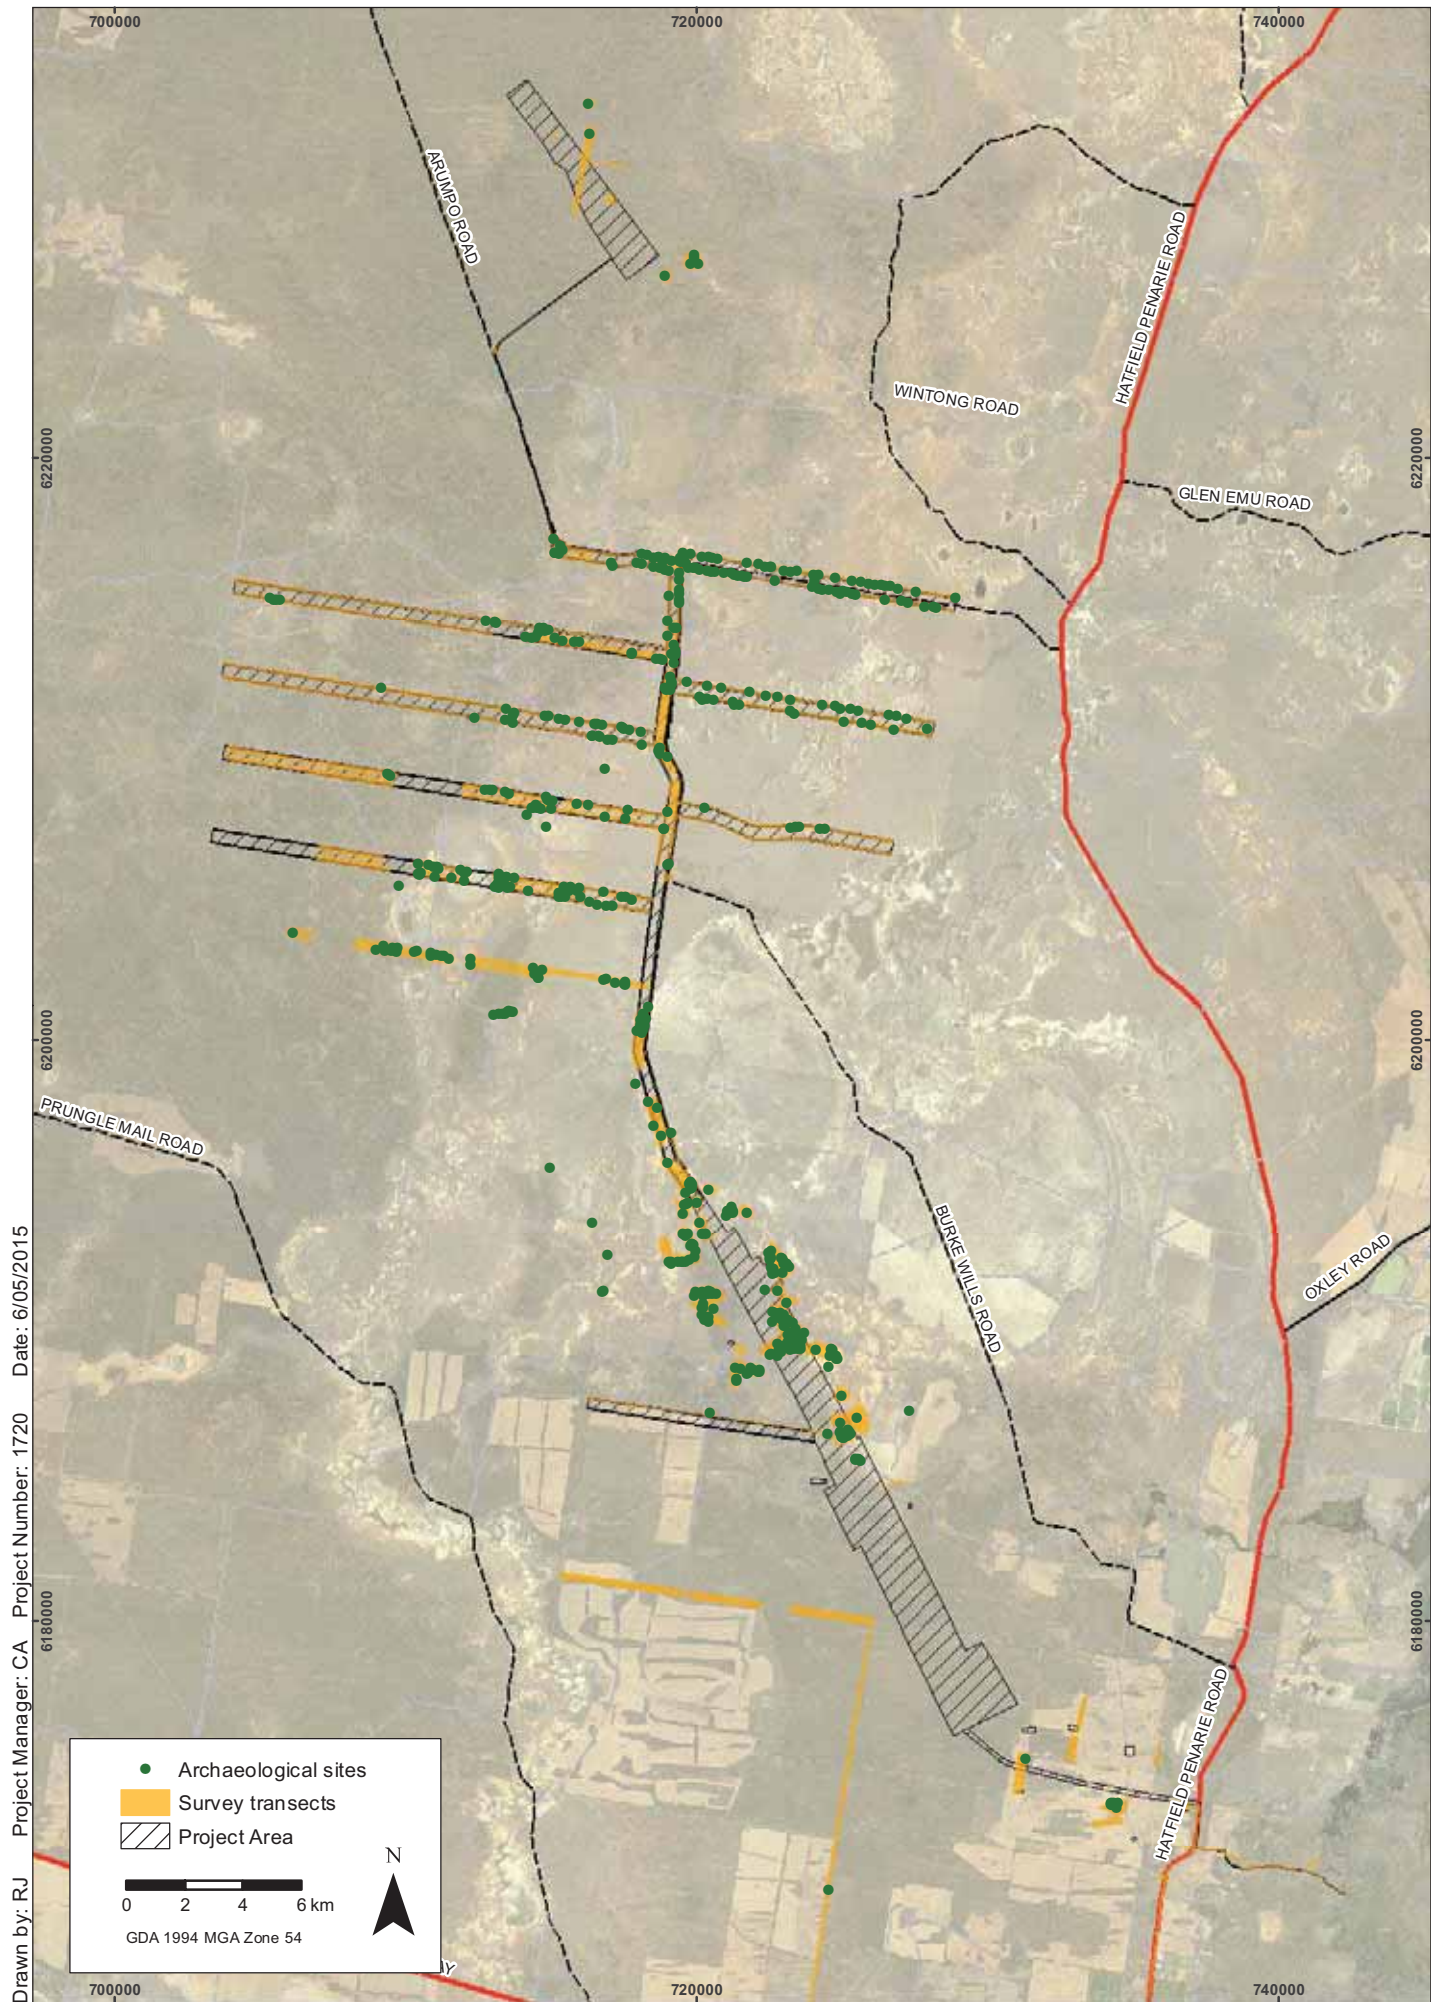 700000
720000
740000
ARUMPO ROAD
HATFIELD PENARIE ROAD
WINTONG ROAD
6220000
6220000
GLEN EMU ROAD
6200000
6200000
PRUNGLE MAIL ROAD
BURKE WILLS ROAD
OXLEY ROAD
6180000
6180000
HATFIELD PENARIE ROAD
Archaeological sites
Survey transects
Project Area
N
0 2 4 6 km
GDA 1994 MGA Zone 54
700000
720000
740000
Drawn by: RJ Project Manager: CA Project Number: 1720 Date: 6/05/2015